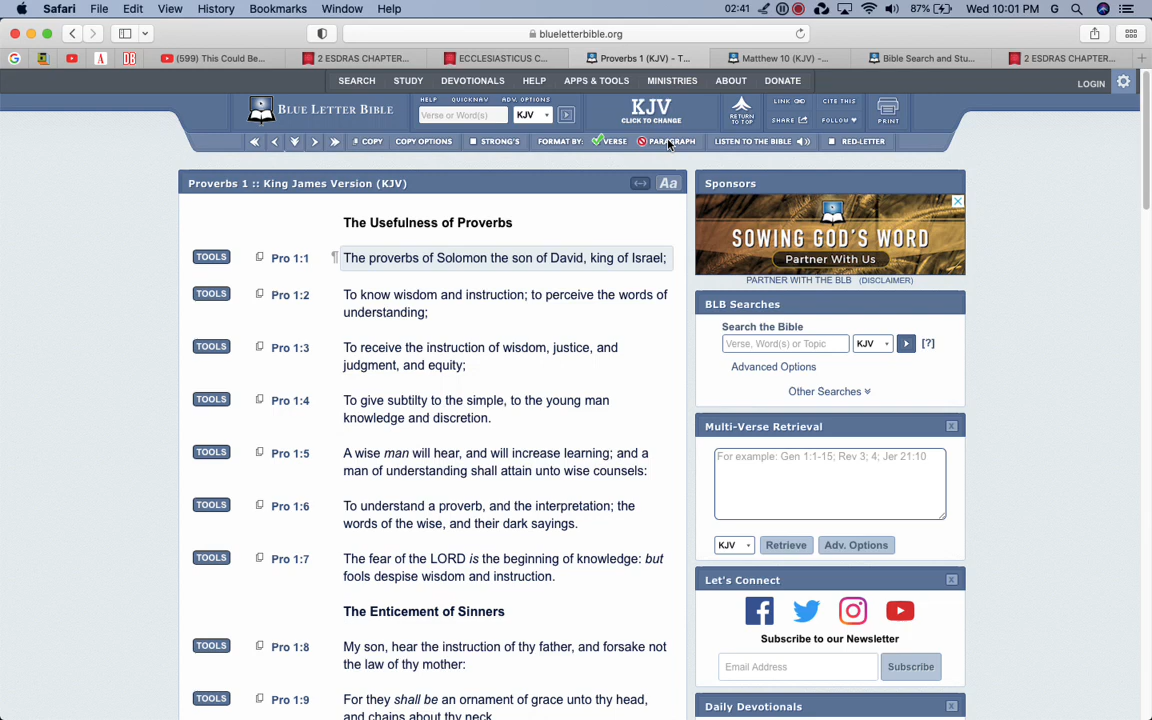 Safari File Edit View History Bookmarks Window Help 02:41 87% Wed 10:01 PM G
blueletterbible.org
(599) This Could Be... 2 ESDRAS CHAPTER... ECCLESIASTICUS C... Proverbs 1 (KJV) - T... Matthew 10 (KJV) -... Bible Search and Stu... 2 ESDRAS CHAPTER...
SEARCH STUDY DEVOTIONALS HELP APPS & TOOLS MINISTRIES ABOUT DONATE LOGIN
BLUE LETTER BIBLE
HELP QUICKNAV ADV. OPTIONS
Verse or Word(s) KJV
KJV
CLICK TO CHANGE
RETURN TO TOP
LINK CITE THIS
SHARE FOLLOW
PRINT
COPY COPY OPTIONS STRONG'S FORMAT BY: VERSE PARAGRAPH LISTEN TO THE BIBLE RED-LETTER
Proverbs 1 :: King James Version (KJV) Aa
The Usefulness of Proverbs
TOOLS Pro 1:1 ¶ The proverbs of Solomon the son of David, king of Israel;
TOOLS Pro 1:2 To know wisdom and instruction; to perceive the words of
understanding;
TOOLS Pro 1:3 To receive the instruction of wisdom, justice, and
judgment, and equity;
TOOLS Pro 1:4 To give subtilty to the simple, to the young man
knowledge and discretion.
TOOLS Pro 1:5 A wise man will hear, and will increase learning; and a
man of understanding shall attain unto wise counsels:
TOOLS Pro 1:6 To understand a proverb, and the interpretation; the
words of the wise, and their dark sayings.
TOOLS Pro 1:7 The fear of the LORD is the beginning of knowledge: but
fools despise wisdom and instruction.
The Enticement of Sinners
TOOLS Pro 1:8 My son, hear the instruction of thy father, and forsake not
the law of thy mother:
TOOLS Pro 1:9 For they shall be an ornament of grace unto thy head,
and chains about thy neck.
Sponsors
SOWING GOD'S WORD
Partner With Us
PARTNER WITH THE BLB (DISCLAIMER)
BLB Searches
Search the Bible
Verse, Word(s) or Topic KJV [?]
Advanced Options
Other Searches
Multi-Verse Retrieval
For example: Gen 1:1-15; Rev 3; 4; Jer 21:10
KJV Retrieve Adv. Options
Let's Connect
Subscribe to our Newsletter
Email Address Subscribe
Daily Devotionals